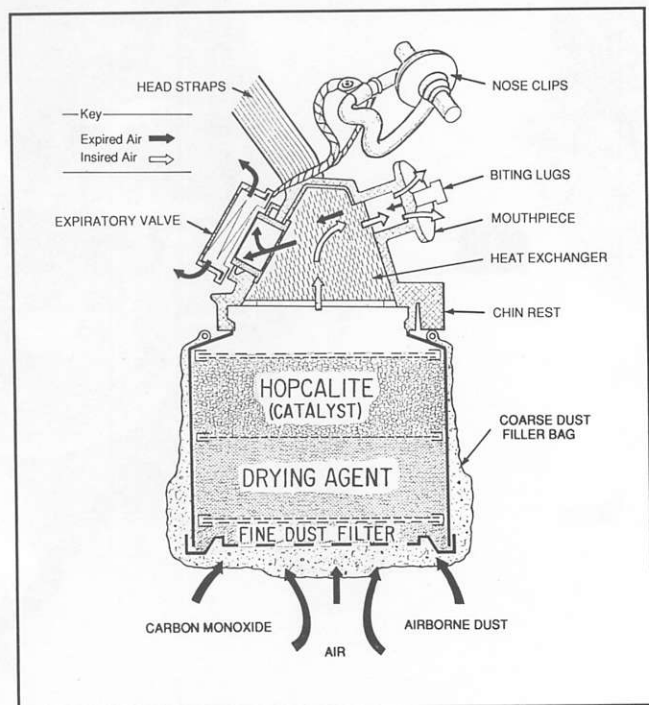 HEAD STRAPS
NOSE CLIPS
Key
Expired Air
Insired Air
BITING LUGS
EXPIRATORY VALVE
MOUTHPIECE
HEAT EXCHANGER
CHIN REST
HOPCALITE
(CATALYST)
COARSE DUST
FILLER BAG
DRYING AGENT
FINE DUST FILTER
CARBON MONOXIDE
AIRBORNE DUST
AIR